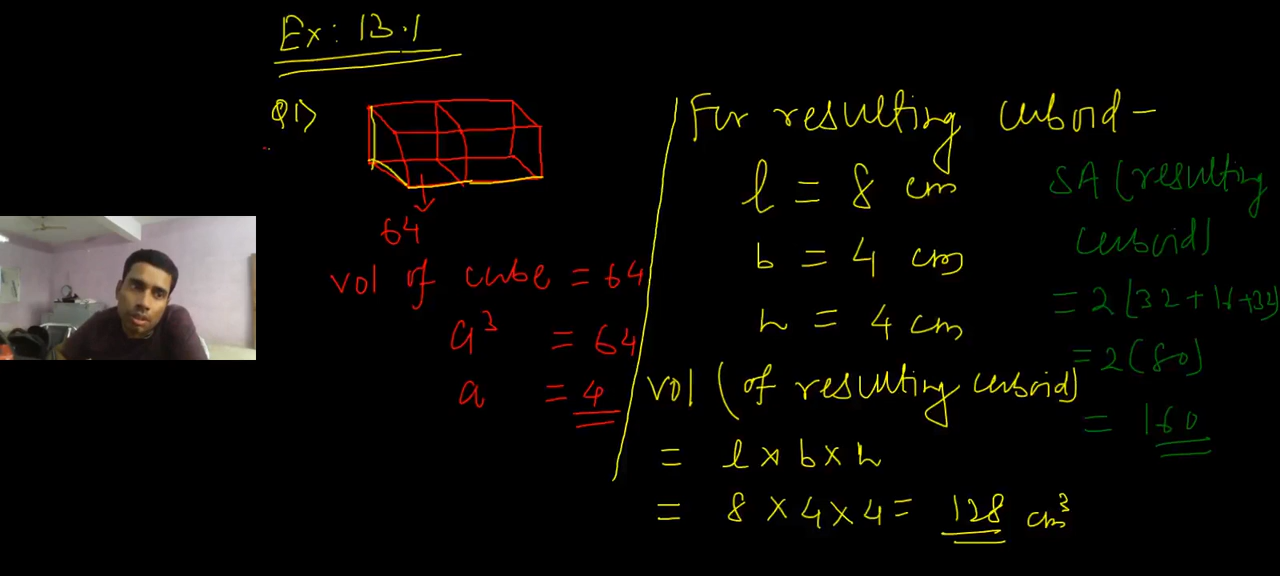 Ex: 13.1
Q1>
64
vol of cube = 64
a³ = 64
a = 4
For resulting cuboid –
l = 8 cm
b = 4 cm
h = 4 cm
vol (of resulting cuboid)
= l × b × h
= 8 × 4 × 4 = 128 cm³
SA (resulting
cuboid)
= 2 (32 + 16 + 32)
= 2 (80)
= 160